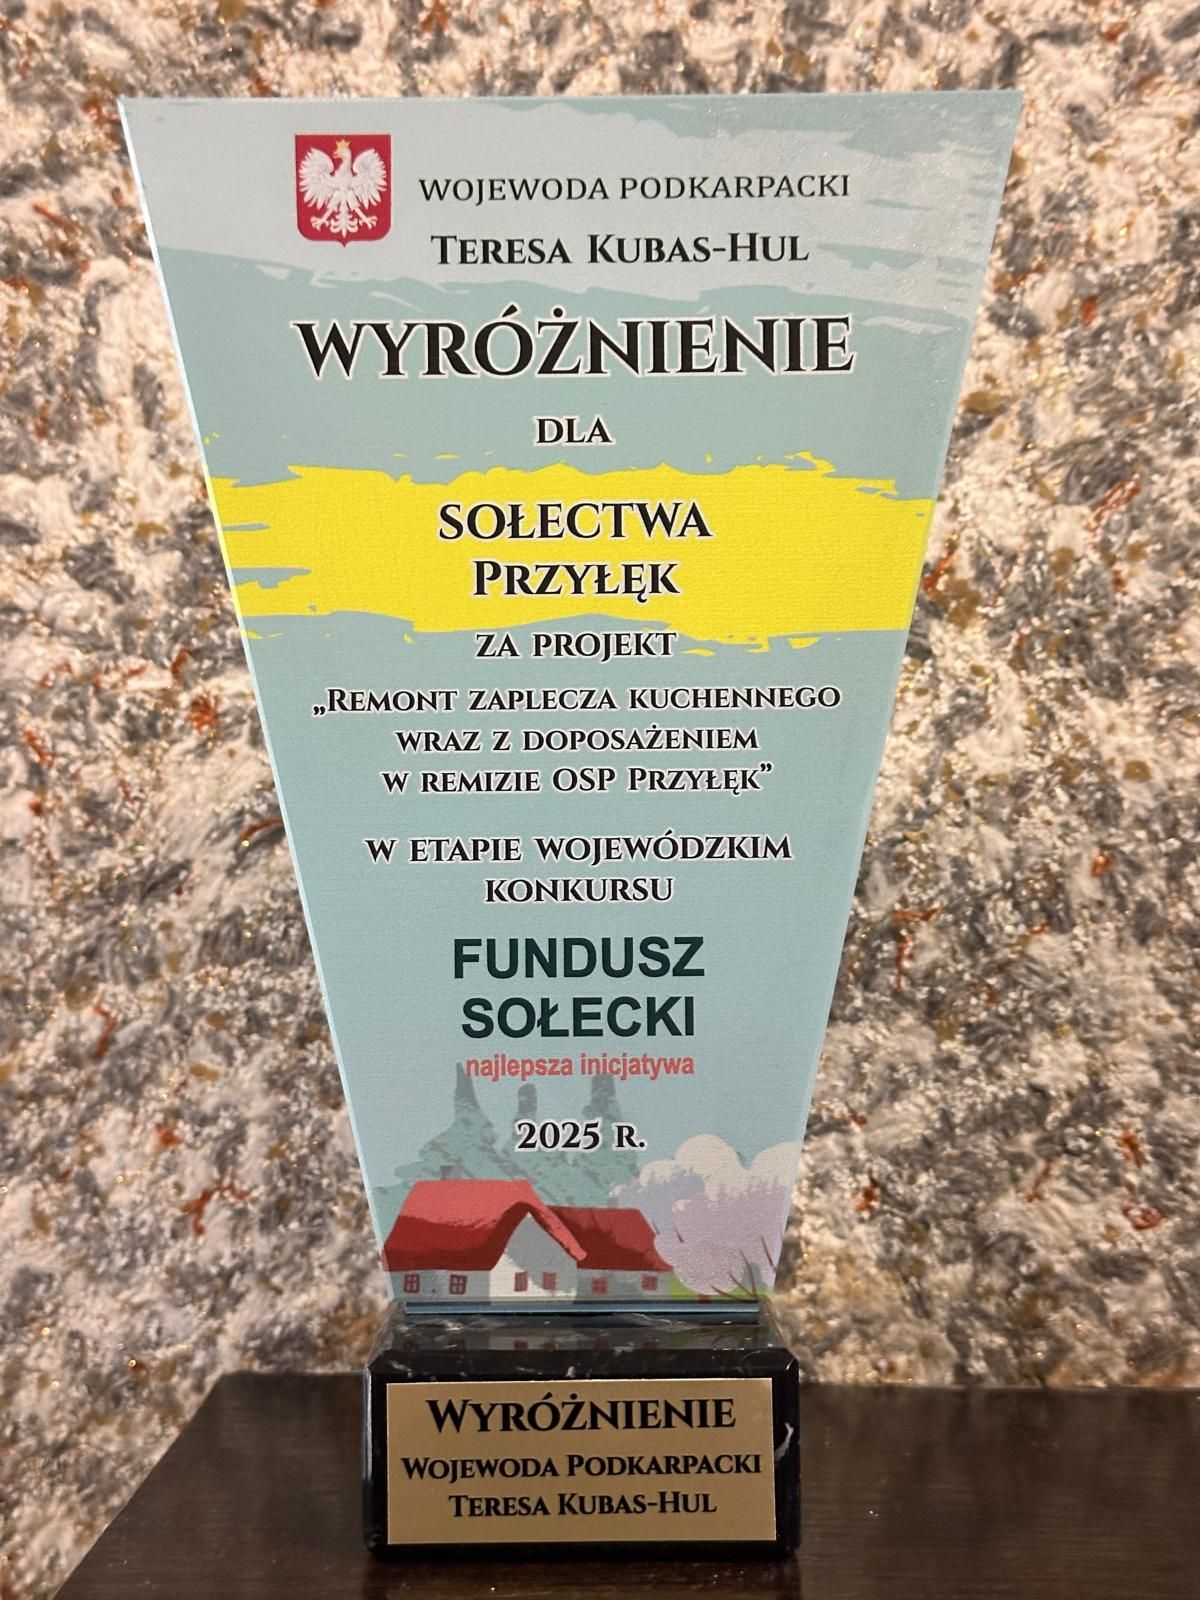 WOJEWODA PODKARPACKI
TERESA KUBAS-HUL
WYRÓŻNIENIE
DLA
SOŁECTWA
PRZYŁĘK
ZA PROJEKT
„REMONT ZAPLECZA KUCHENNEGO
WRAZ Z DOPOSAŻENIEM
W REMIZIE OSP PRZYŁĘK”
W ETAPIE WOJEWÓDZKIM
KONKURSU
FUNDUSZ
SOŁECKI
najlepsza inicjatywa
2025 R.
WYRÓŻNIENIE
WOJEWODA PODKARPACKI
TERESA KUBAS-HUL